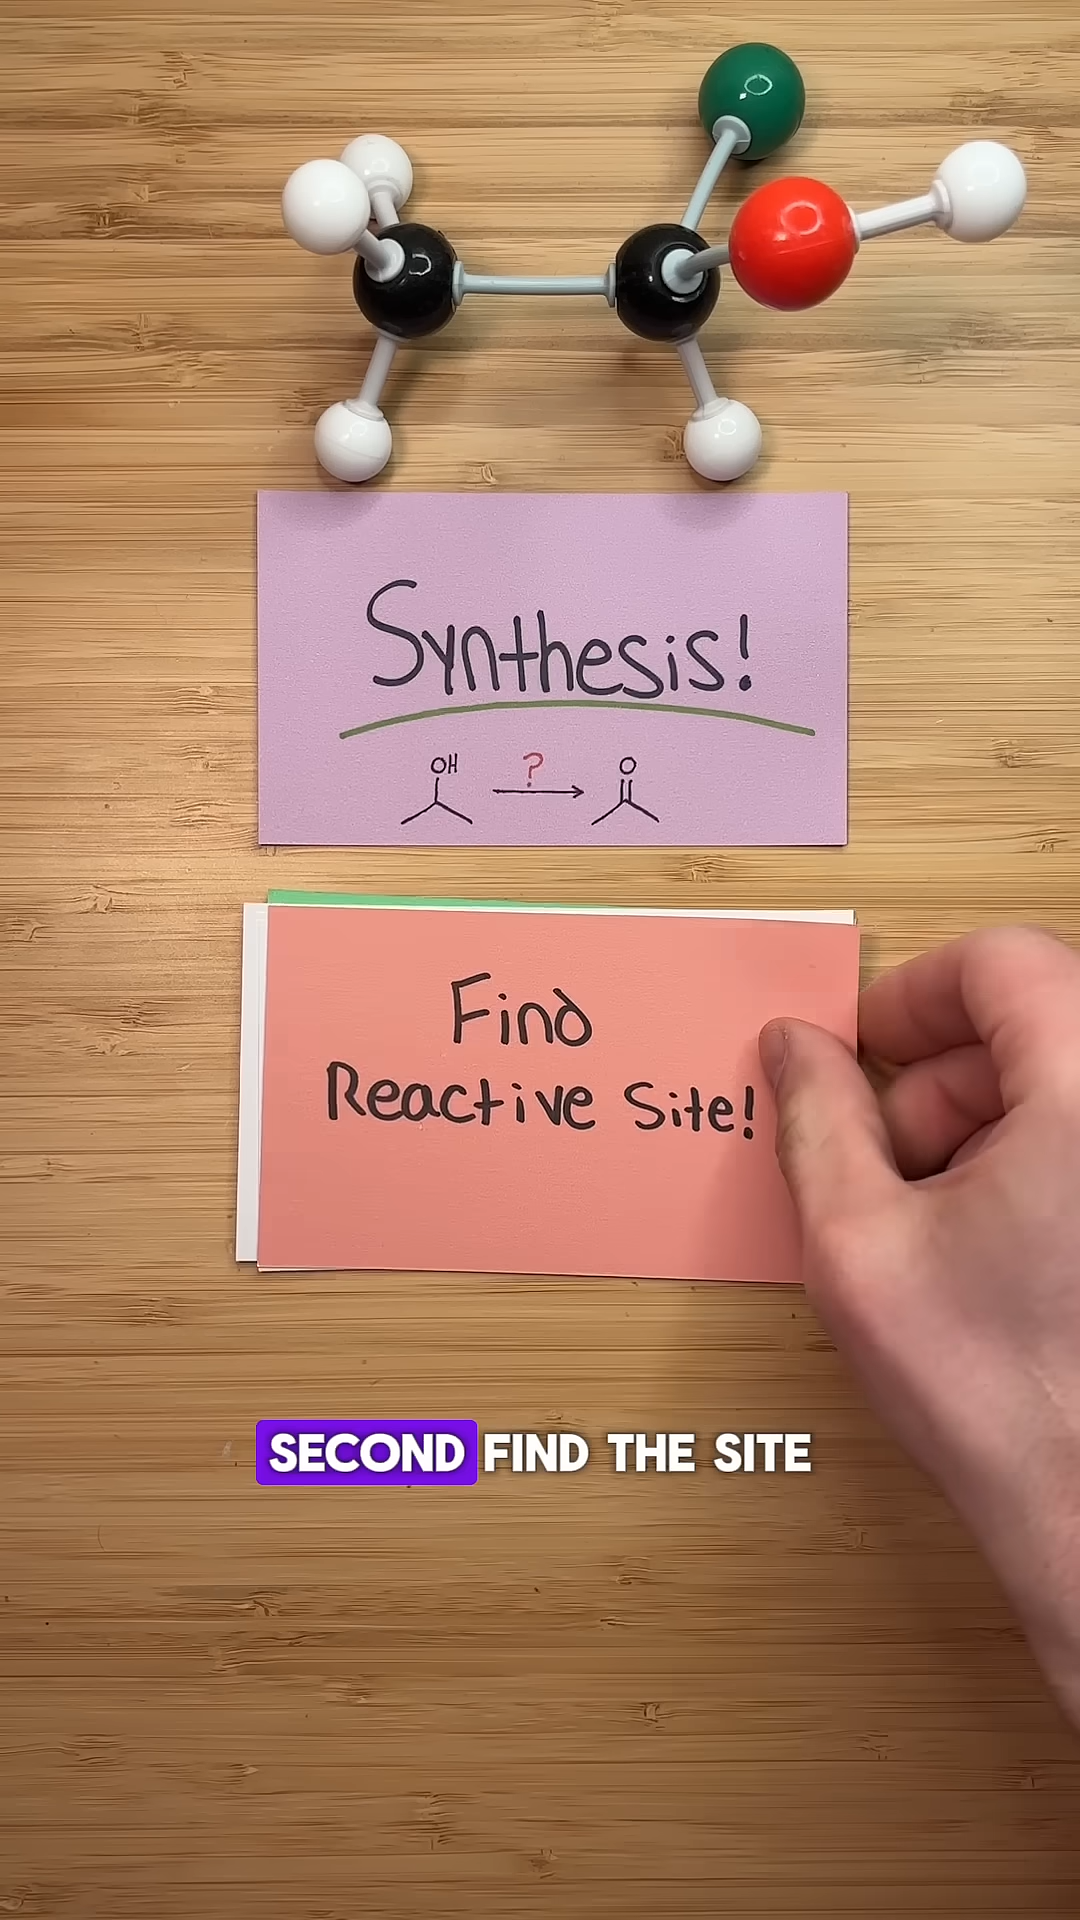 Synthesis!
OH
?
O
Find
Reactive Site!
SECOND FIND THE SITE